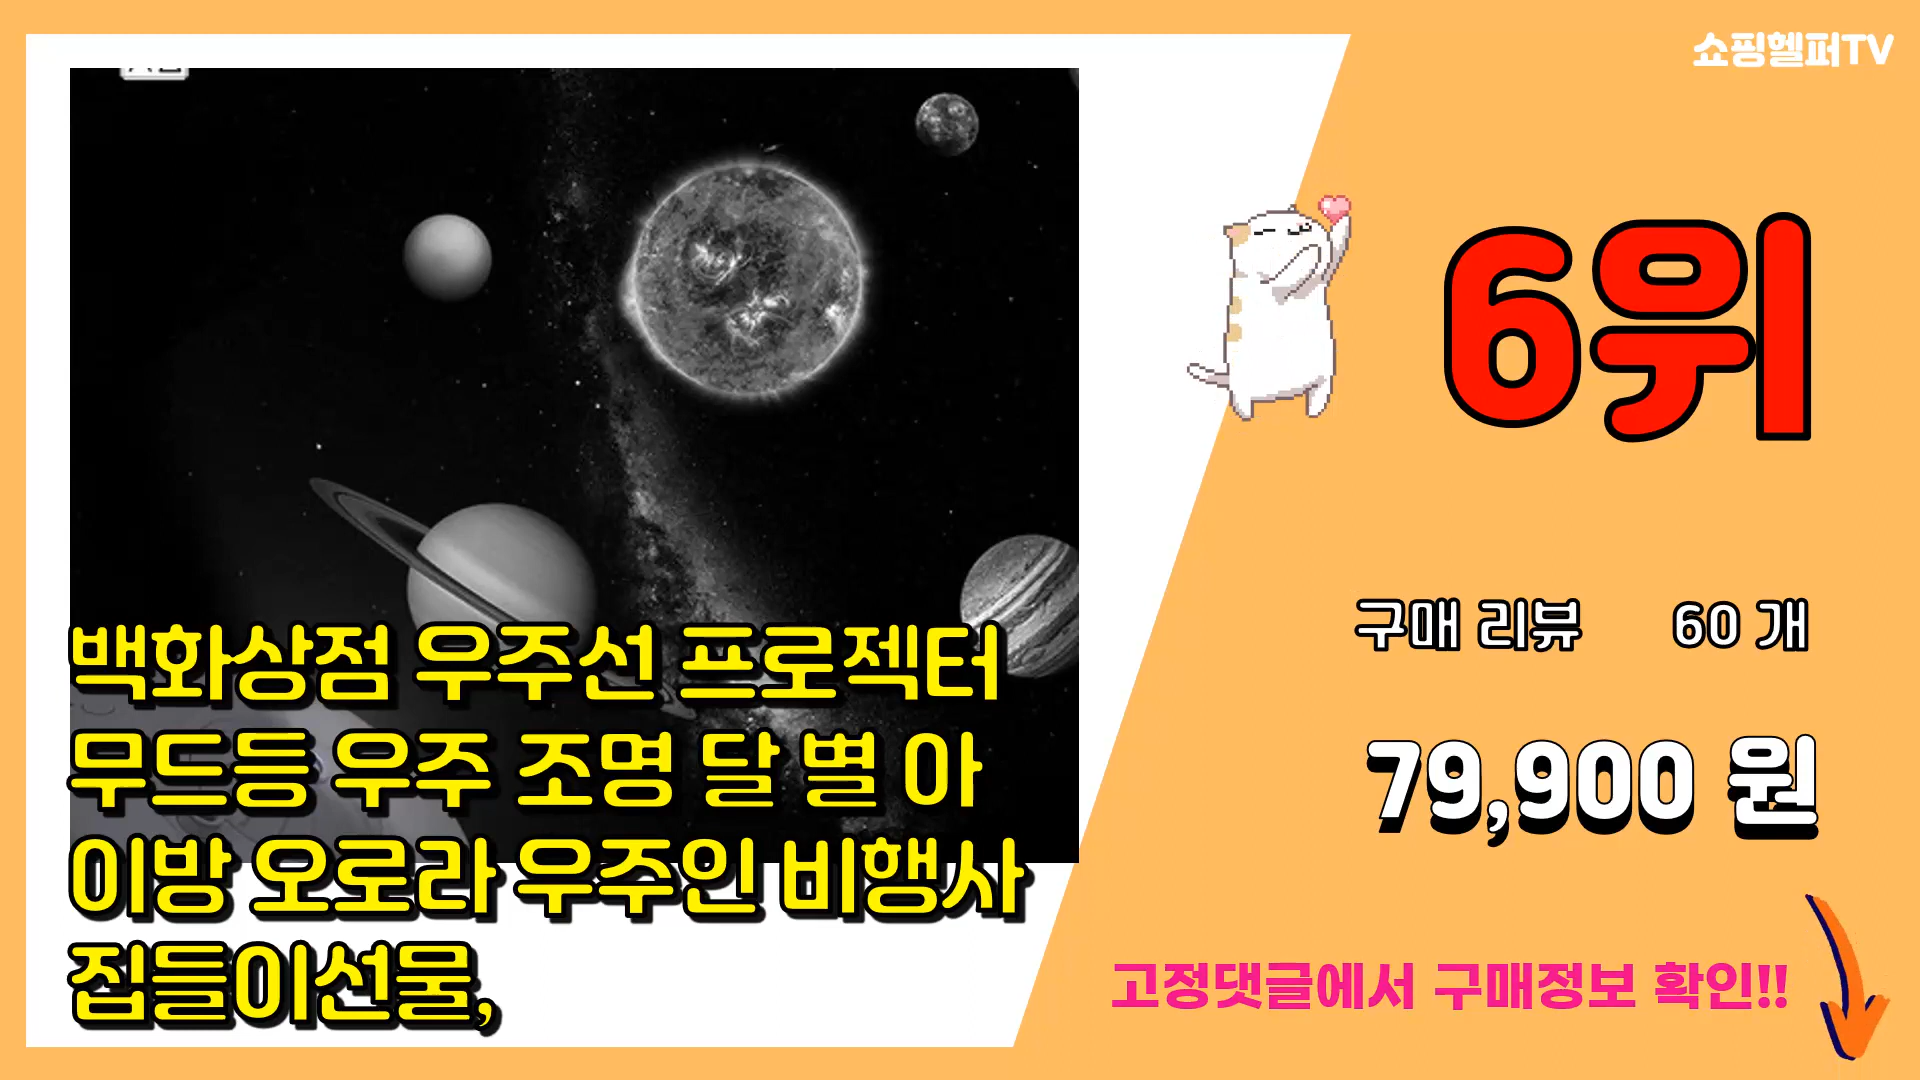 쇼핑헬퍼TV
6위
구매 리뷰 60 개
79,900 원
백화상점 우주선 프로젝터
무드등 우주 조명 달 별 아
이방 오로라 우주인 비행사
집들이선물,
고정댓글에서 구매정보 확인!!